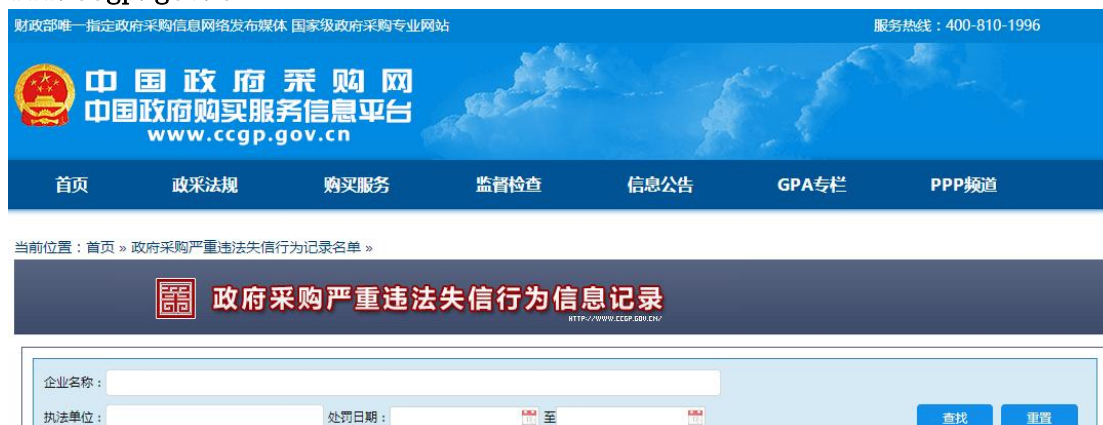 财政部唯一指定政府采购信息网络发布媒体 国家级政府采购专业网站
服务热线：400-810-1996
中国政府采购网
中国政府购买服务信息平台
www.ccgp.gov.cn
首页 政采法规 购买服务 监督检查 信息公告 GPA专栏 PPP频道
当前位置：首页 » 政府采购严重违法失信行为记录名单 »
政府采购严重违法失信行为信息记录
HTTP://WWW.CCGP.GOV.CN/
企业名称：
执法单位： 处罚日期： 至 查找 重置